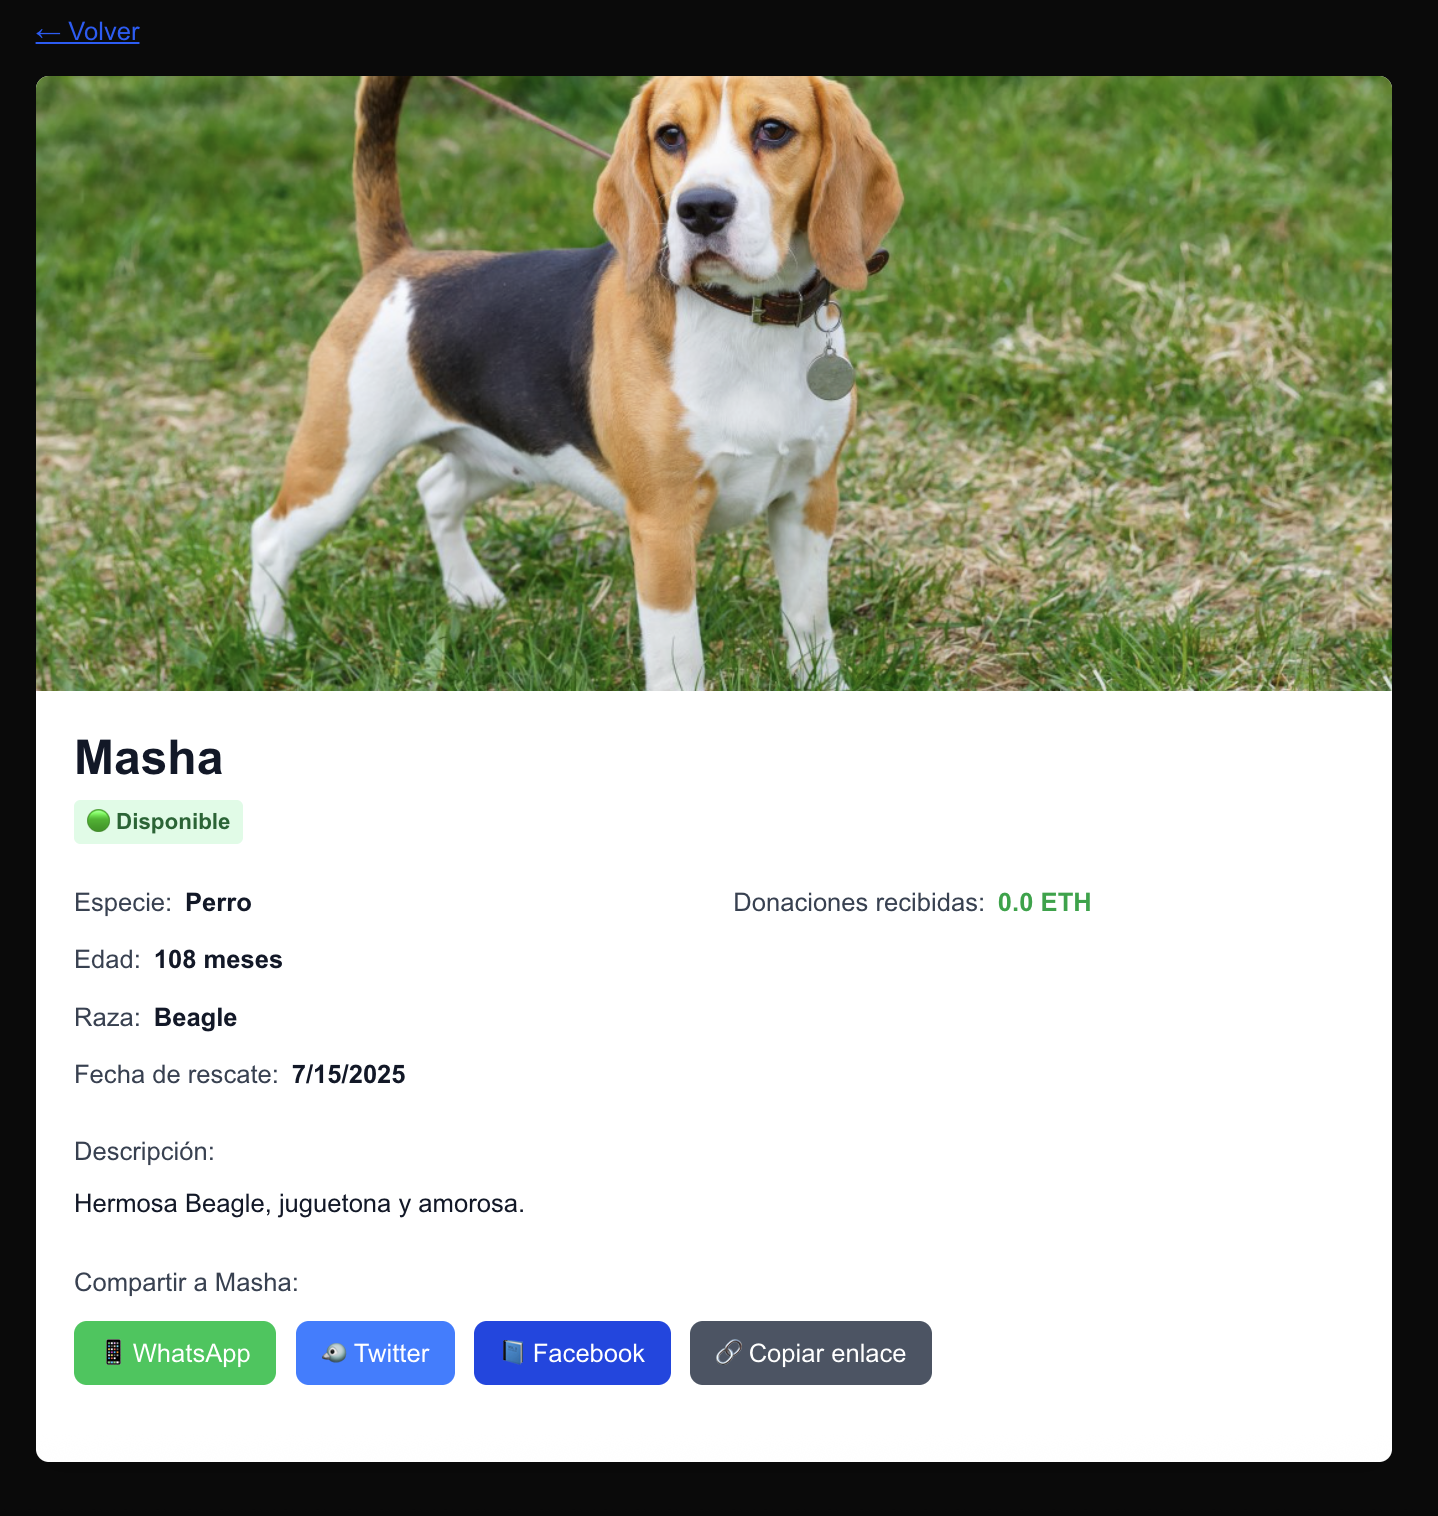 ← Volver
Masha
Disponible
Especie: Perro
Donaciones recibidas: 0.0 ETH
Edad: 108 meses
Raza: Beagle
Fecha de rescate: 7/15/2025
Descripción:
Hermosa Beagle, juguetona y amorosa.
Compartir a Masha:
WhatsApp
Twitter
Facebook
Copiar enlace